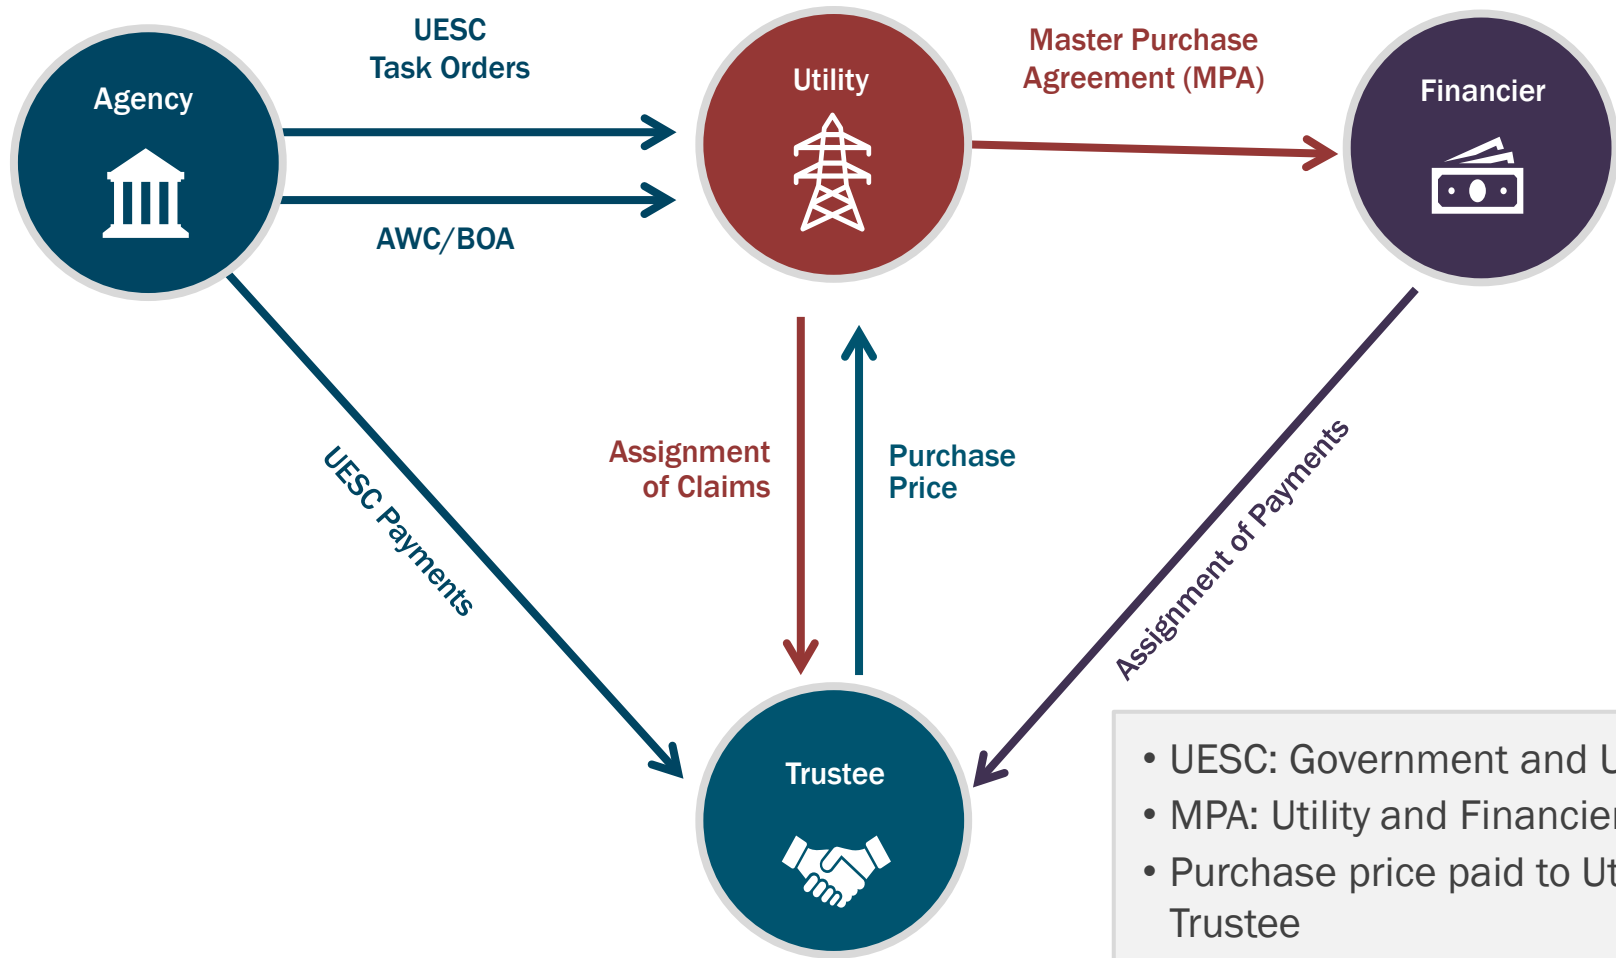 UESC
Task Orders
Agency
AWC/BOA
Utility
Master Purchase
Agreement (MPA)
Financier
UESC Payments
Assignment
of Claims
Purchase
Price
Assignment of Payments
Trustee
• UESC: Government and
• MPA: Utility and Financier
• Purchase price paid to
Trustee